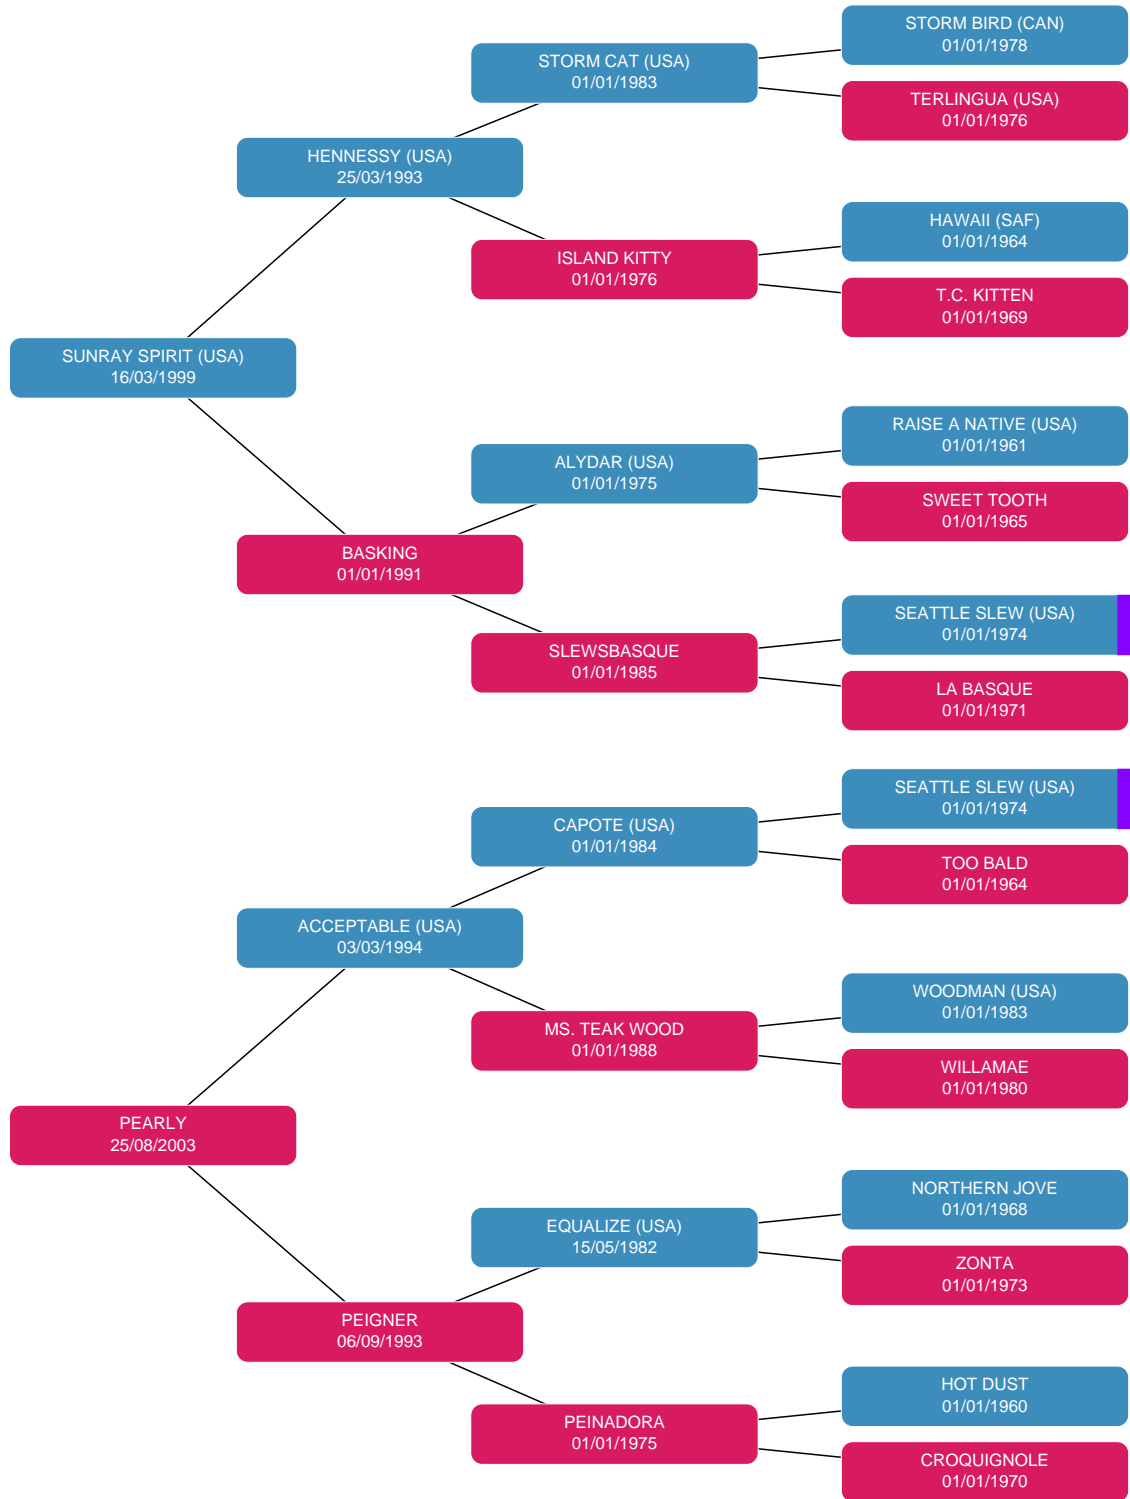 STORM BIRD (CAN)
01/01/1978
STORM CAT (USA)
01/01/1983
TERLINGUA (USA)
01/01/1976
HENNESSY (USA)
25/03/1993
HAWAII (SAF)
01/01/1964
ISLAND KITTY
01/01/1976
T.C. KITTEN
01/01/1969
SUNRAY SPIRIT (USA)
16/03/1999
RAISE A NATIVE (USA)
01/01/1961
ALYDAR (USA)
01/01/1975
SWEET TOOTH
01/01/1965
BASKING
01/01/1991
SEATTLE SLEW (USA)
01/01/1974
SLEWSBASQUE
01/01/1985
LA BASQUE
01/01/1971
SEATTLE SLEW (USA)
01/01/1974
CAPOTE (USA)
01/01/1984
TOO BALD
01/01/1964
ACCEPTABLE (USA)
03/03/1994
WOODMAN (USA)
01/01/1983
MS. TEAK WOOD
01/01/1988
WILLAMAE
01/01/1980
PEARLY
25/08/2003
NORTHERN JOVE
01/01/1968
EQUALIZE (USA)
15/05/1982
ZONTA
01/01/1973
PEIGNER
06/09/1993
HOT DUST
01/01/1960
PEINADORA
01/01/1975
CROQUIGNOLE
01/01/1970